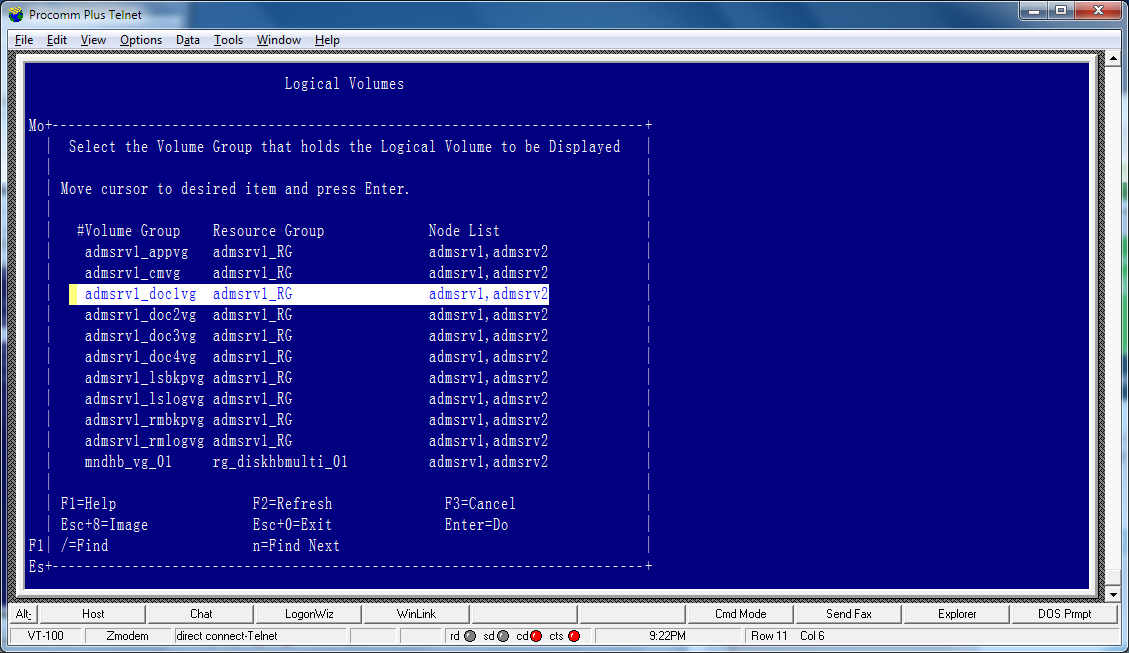 Procomm Plus Telnet
File Edit View Options Data Tools Window Help
Logical Volumes
Mo+--------------------------------------------------------------------------+
Select the Volume Group that holds the Logical Volume to be Displayed
Move cursor to desired item and press Enter.
#Volume Group Resource Group Node List
admsrv1_appvg admsrv1_RG admsrv1,admsrv2
admsrv1_cmvg admsrv1_RG admsrv1,admsrv2
admsrv1_doc1vg admsrv1_RG admsrv1,admsrv2
admsrv1_doc2vg admsrv1_RG admsrv1,admsrv2
admsrv1_doc3vg admsrv1_RG admsrv1,admsrv2
admsrv1_doc4vg admsrv1_RG admsrv1,admsrv2
admsrv1_lsbkpvg admsrv1_RG admsrv1,admsrv2
admsrv1_lslogvg admsrv1_RG admsrv1,admsrv2
admsrv1_rmbkpvg admsrv1_RG admsrv1,admsrv2
admsrv1_rmlogvg admsrv1_RG admsrv1,admsrv2
mndhb_vg_01 rg_diskhbmulti_01 admsrv1,admsrv2
F1=Help F2=Refresh F3=Cancel
Esc+8=Image Esc+0=Exit Enter=Do
F1| /=Find n=Find Next
Es+--------------------------------------------------------------------------+
Alt- Host Chat LogonWiz WinLink Cmd Mode Send Fax Explorer DOS Prmpt
VT-100 Zmodem direct connect-Telnet rd sd cd cts 9:22PM Row 11 Col 6